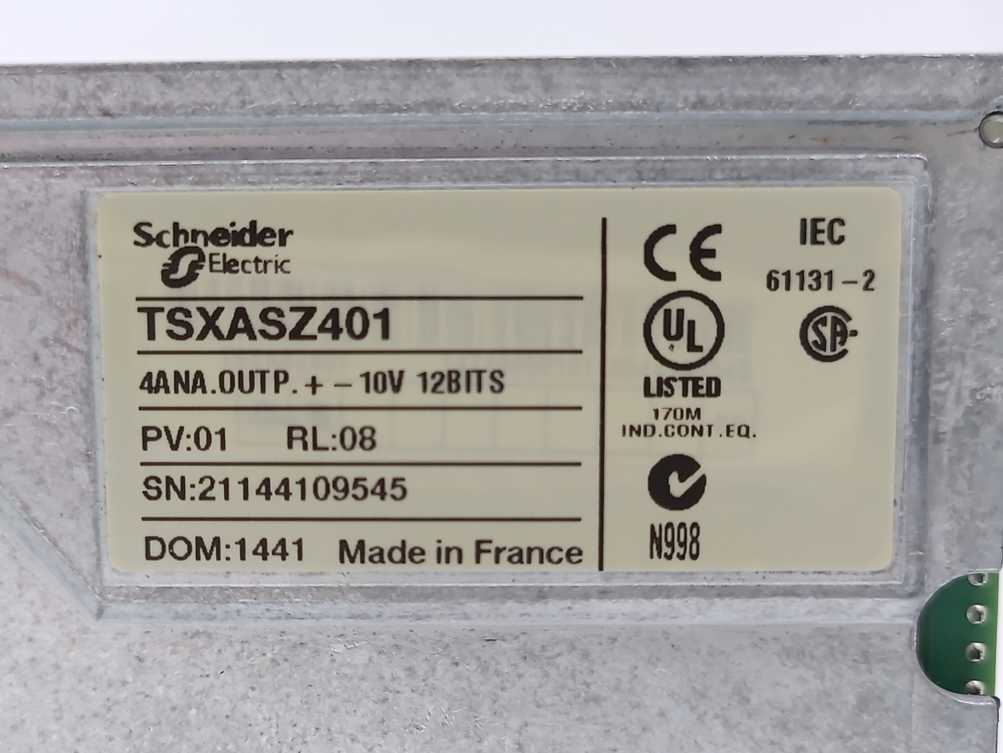 Schneider
Electric
TSXASZ401
4ANA.OUTP.+ -10V 12BITS
PV:01 RL:08
SN:21144109545
DOM:1441 Made in France
CE
IEC
61131-2
UL
SA
LISTED
170M
IND.CONT.EQ.
N998